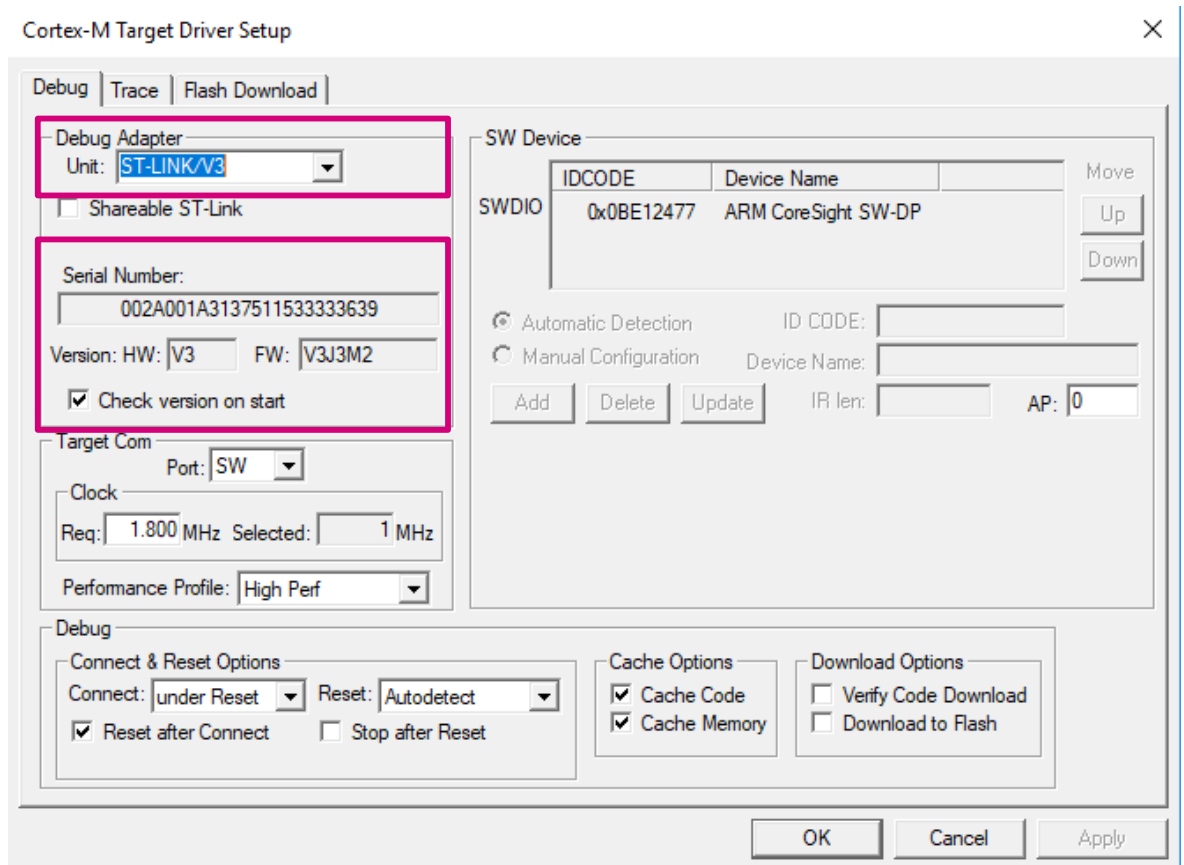 Cortex-M Target Driver Setup
Debug Trace Flash Download
Debug Adapter
Unit: ST-LINK/V3
Shareable ST-Link
Serial Number:
002A001A3137511533333639
Version: HW: V3 FW: V3J3M2
Check version on start
Target Com
Port: SW
Clock
Req: 1.800 MHz Selected: 1 MHz
Performance Profile: High Perf
SW Device
IDCODE Device Name
SWDIO 0x0BE12477 ARM CoreSight SW-DP
Move
Up
Down
Automatic Detection ID CODE:
Manual Configuration Device Name:
Add Delete Update IR len: AP: 0
Debug
Connect & Reset Options
Connect: under Reset Reset: Autodetect
Reset after Connect Stop after Reset
Cache Options
Cache Code
Cache Memory
Download Options
Verify Code Download
Download to Flash
OK Cancel Apply